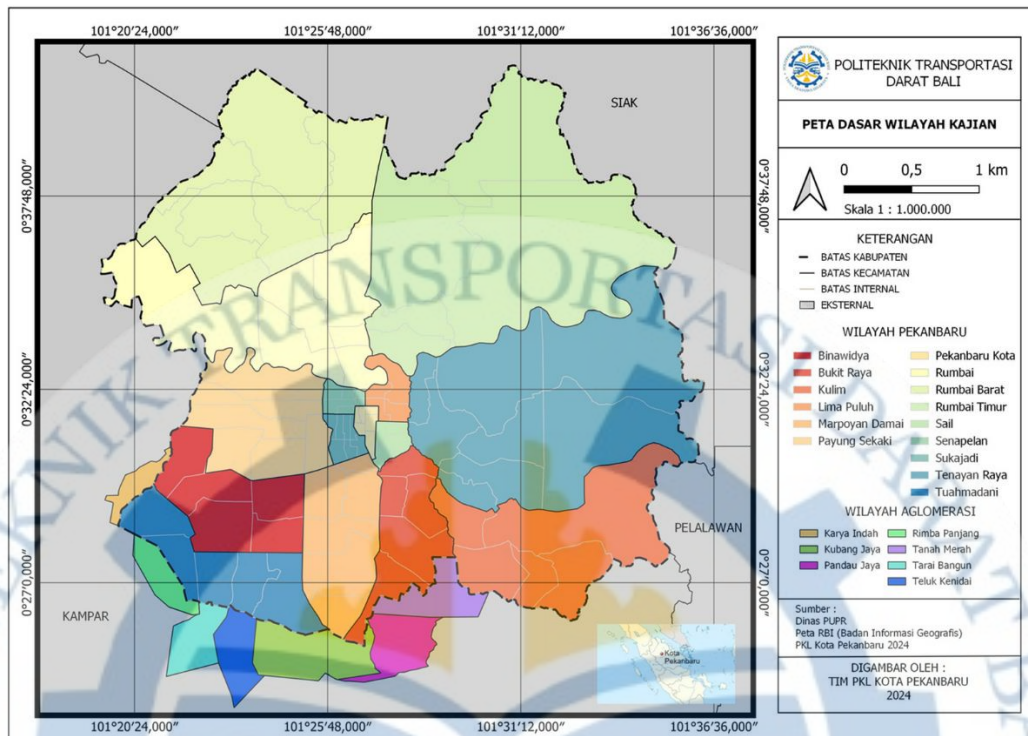 101°20'24,000" 101°25'48,000" 101°31'12,000" 101°36'36,000"
0°37'48,000"
0°32'24,000"
0°27'0,000"
SIAK
PELALAWAN
KAMPAR
Kota
Pekanbaru
0°37'48,000"
0°32'24,000"
0°27'0,000"
101°20'24,000" 101°25'48,000" 101°31'12,000" 101°36'36,000"
POLITEKNIK TRANSPORTASI
DARAT BALI
PETA DASAR WILAYAH KAJIAN
0 0,5 1 km
Skala 1 : 1.000.000
KETERANGAN
BATAS KABUPATEN
BATAS KECAMATAN
BATAS INTERNAL
EKSTERNAL
WILAYAH PEKANBARU
Binawidya
Bukit Raya
Kulim
Lima Puluh
Marpoyan Damai
Payung Sekaki
Pekanbaru Kota
Rumbai
Rumbai Barat
Rumbai Timur
Sail
Senapelan
Sukajadi
Tenayan Raya
Tuahmadani
WILAYAH AGLOMERASI
Karya Indah
Kubang Jaya
Pandau Jaya
Rimba Panjang
Tanah Merah
Tarai Bangun
Teluk Kenidai
Sumber :
Dinas PUPR
Peta RBI (Badan Informasi Geografis)
PKL Kota Pekanbaru 2024
DIGAMBAR OLEH :
TIM PKL KOTA PEKANBARU
2024
TEKNIK TRANSPORTASI DARAT